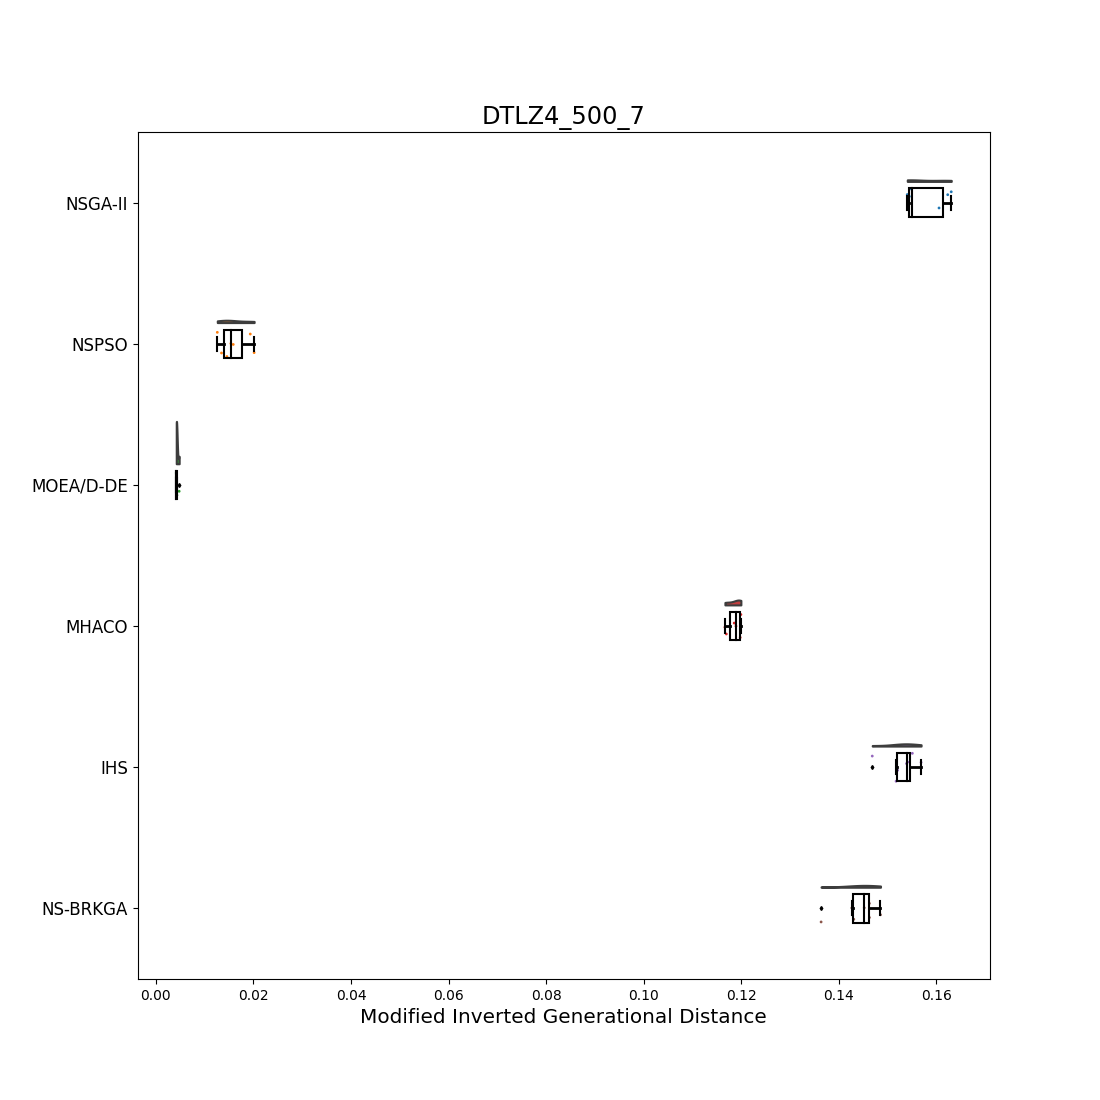 DTLZ4_500_7
NSGA-II
NSPSO
MOEA/D-DE
MHACO
IHS
NS-BRKGA
0.00 0.02 0.04 0.06 0.08 0.10 0.12 0.14 0.16
Modified Inverted Generational Distance